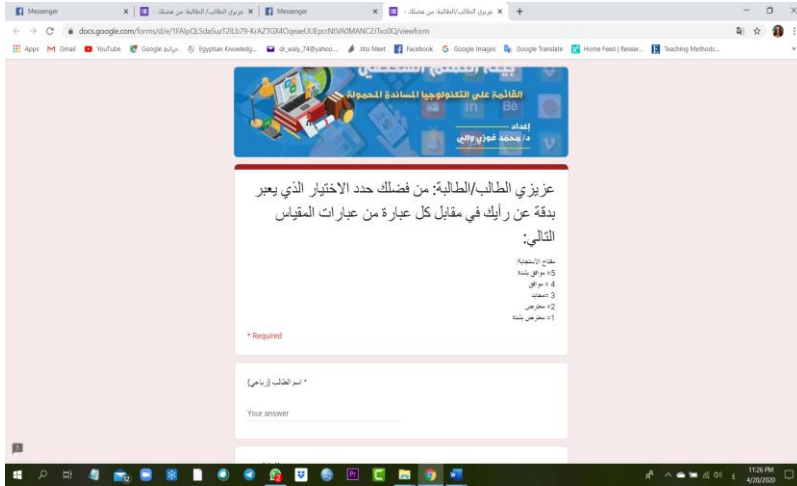 Messenger
عزيزي الطالب/ الطالبة: من فضلك
Messenger
عزيزي الطالب/الطالبة: من فضلك
docs.google.com/forms/d/e/
/viewform
Apps
Gmail
YouTube
Google
Egyptian Knowledg...
dr_waly_74@yahoo...
Jitsi Meet
Facebook
Google Images
Google Translate
Home Feed | Resear...
Teaching Methods...
القائمة على التكنولوجيا المساندة المحمولة
إعداد
د/ محمد فوزي والي
عزيزي الطالب/الطالبة: من فضلك حدد الاختيار الذي يعبر
بدقة عن رأيك في مقابل كل عبارة من عبارات المقياس
التالي:
مفتاح الاستجابة:
5= موافق بشدة
4 = موافق
3 =محايد
2= معترض
1= معترض بشدة
* Required
اسم الطالب (رباعي) *
Your answer
11:26 PM
4/20/2020